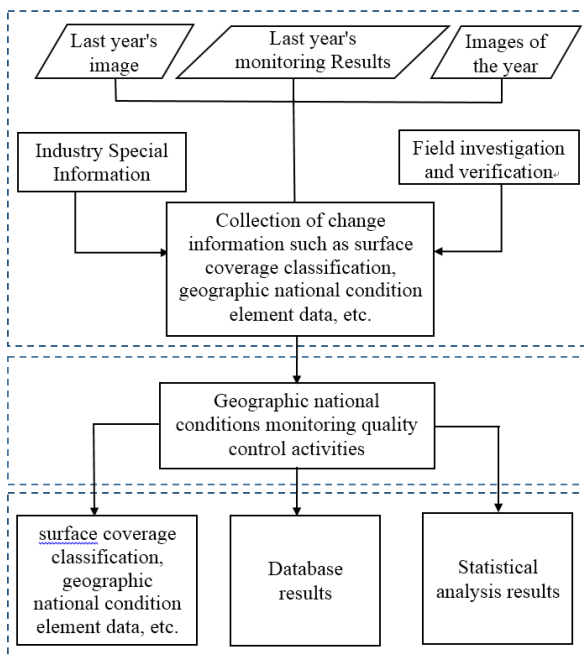 Last year's
image
Last year's
monitoring Results
Images of
the year
Industry Special
Information
Field investigation
and verification
Collection of change
information such as surface
coverage classification,
geographic national condition
element data, etc.
Geographic national
conditions monitoring quality
control activities
surface coverage
classification,
geographic
national condition
element data, etc.
Database
results
Statistical
analysis results